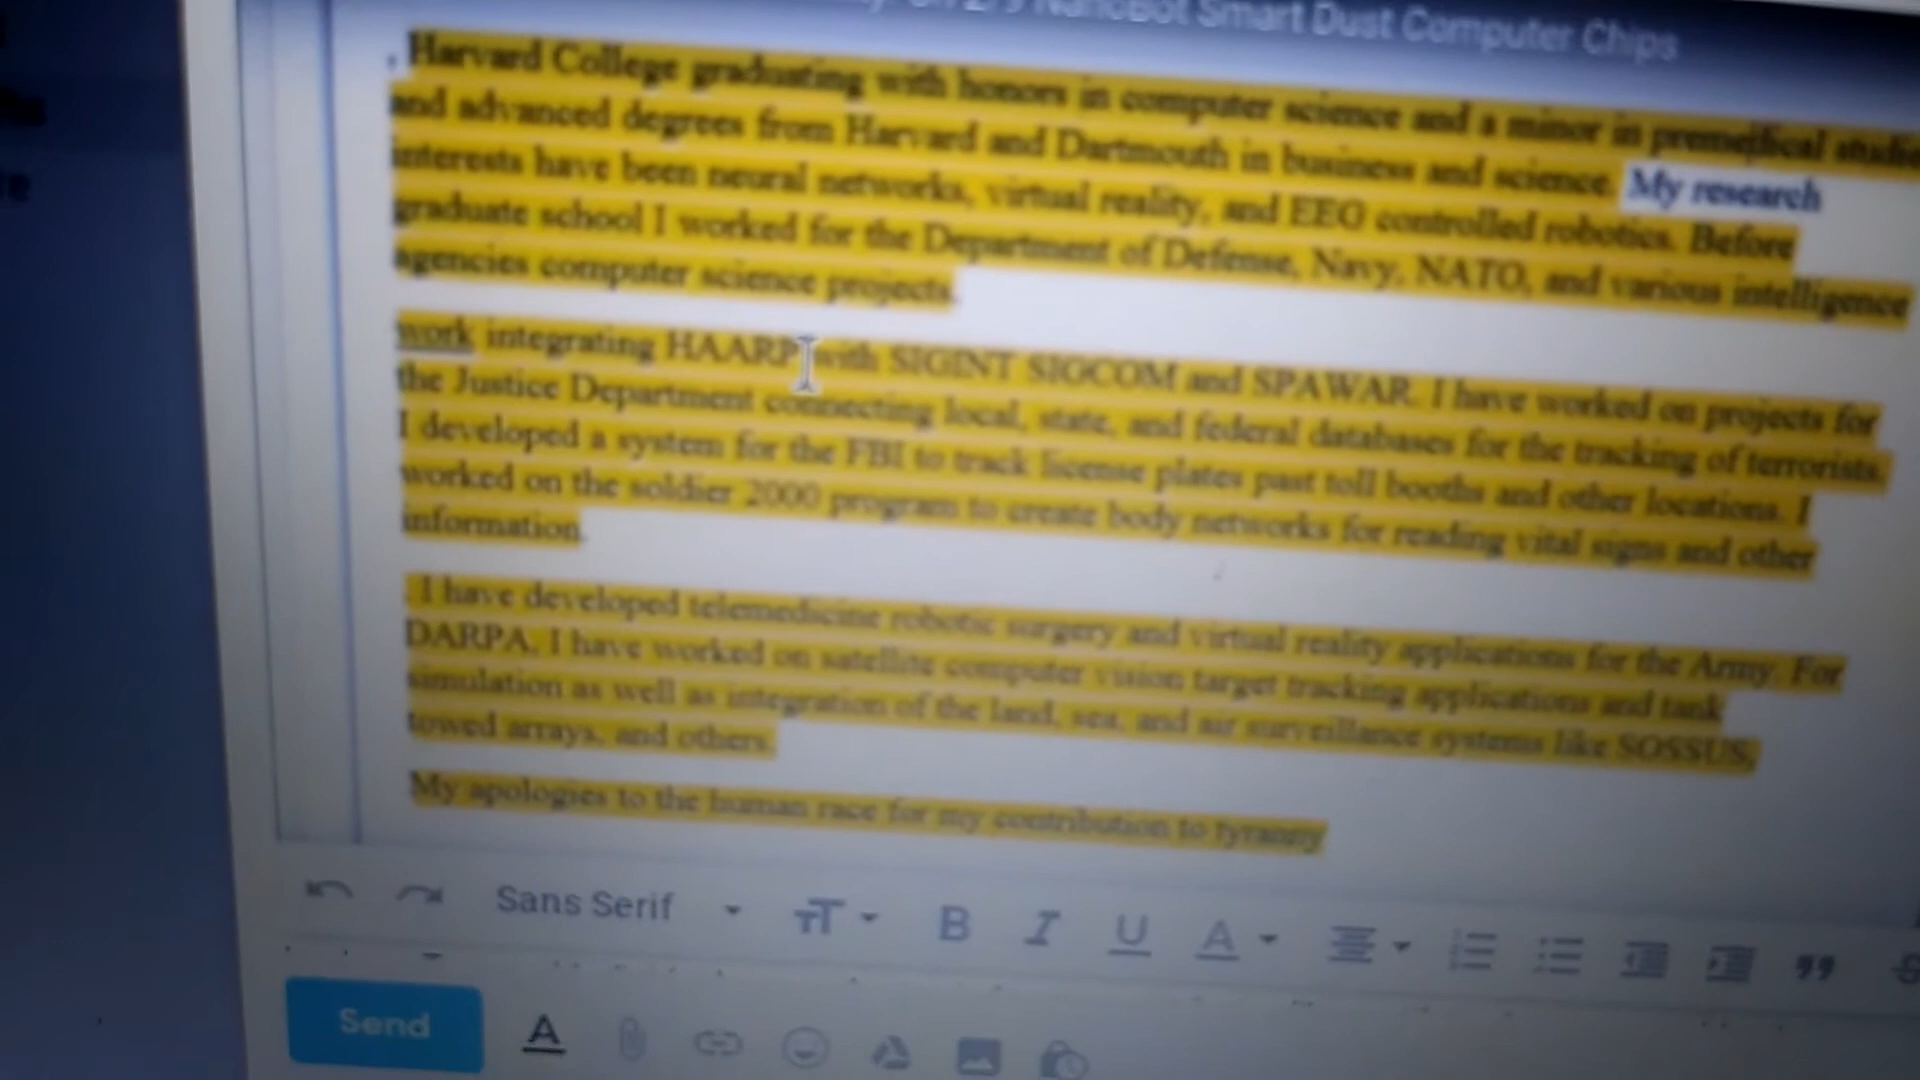 NanoBot Smart Dust Computer Chips
, Harvard College graduating with honors in computer science and a minor in premedical studie
and advanced degrees from Harvard and Dartmouth in business and science. My research
interests have been neural networks, virtual reality, and EEG controlled robotics. Before
graduate school I worked for the Department of Defense, Navy, NATO, and various intelligence
agencies computer science projects.
work integrating HAARP with SIGINT SIGCOM and SPAWAR. I have worked on projects for
the Justice Department connecting local, state, and federal databases for the tracking of terrorists.
I developed a system for the FBI to track license plates past toll booths and other locations. I
worked on the soldier 2000 program to create body networks for reading vital signs and other
information.
. I have developed telemedicine robotic surgery and virtual reality applications for the Army. For
DARPA, I have worked on satellite computer vision target tracking applications and tank
simulation as well as integration of the land, sea, and air surveillance systems like SOSSUS,
towed arrays, and others.
My apologies to the human race for my contribution to tyranny
Sans Serif
Send